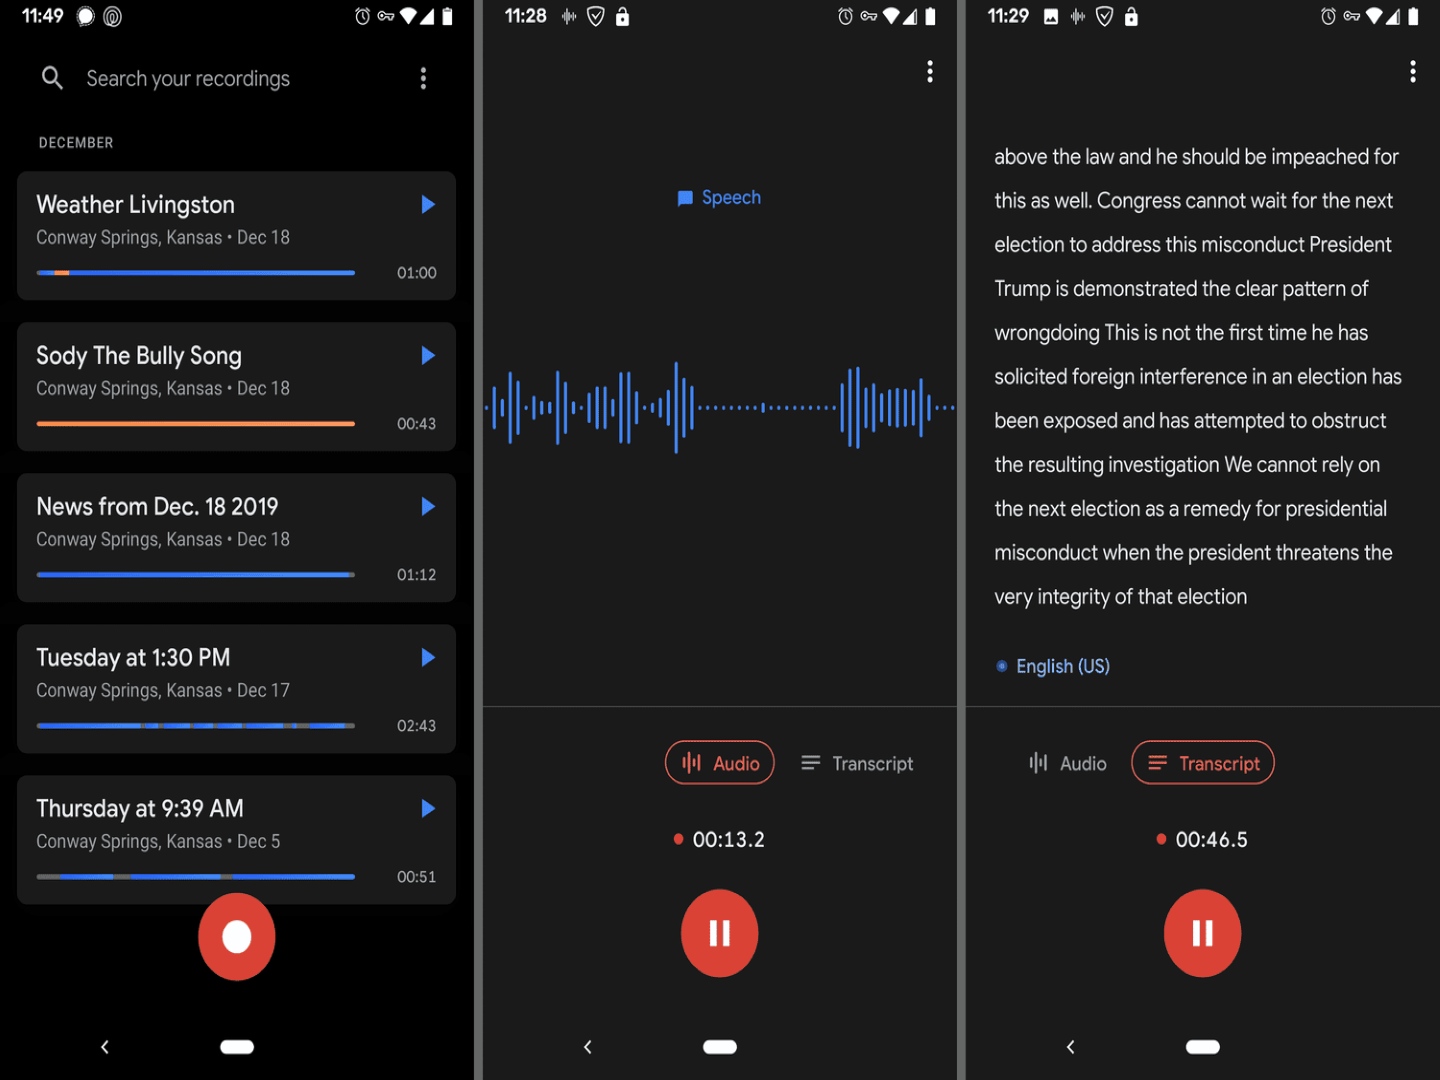 11:49
Search your recordings
DECEMBER
Weather Livingston
Conway Springs, Kansas • Dec 18
01:00
Sody The Bully Song
Conway Springs, Kansas • Dec 18
00:43
News from Dec. 18 2019
Conway Springs, Kansas • Dec 18
01:12
Tuesday at 1:30 PM
Conway Springs, Kansas • Dec 17
02:43
Thursday at 9:39 AM
Conway Springs, Kansas • Dec 5
00:51
11:28
Speech
Audio
Transcript
00:13.2
11:29
above the law and he should be impeached for
this as well. Congress cannot wait for the next
election to address this misconduct President
Trump is demonstrated the clear pattern of
wrongdoing This is not the first time he has
solicited foreign interference in an election has
been exposed and has attempted to obstruct
the resulting investigation We cannot rely on
the next election as a remedy for presidential
misconduct when the president threatens the
very integrity of that election
English (US)
Audio
Transcript
00:46.5